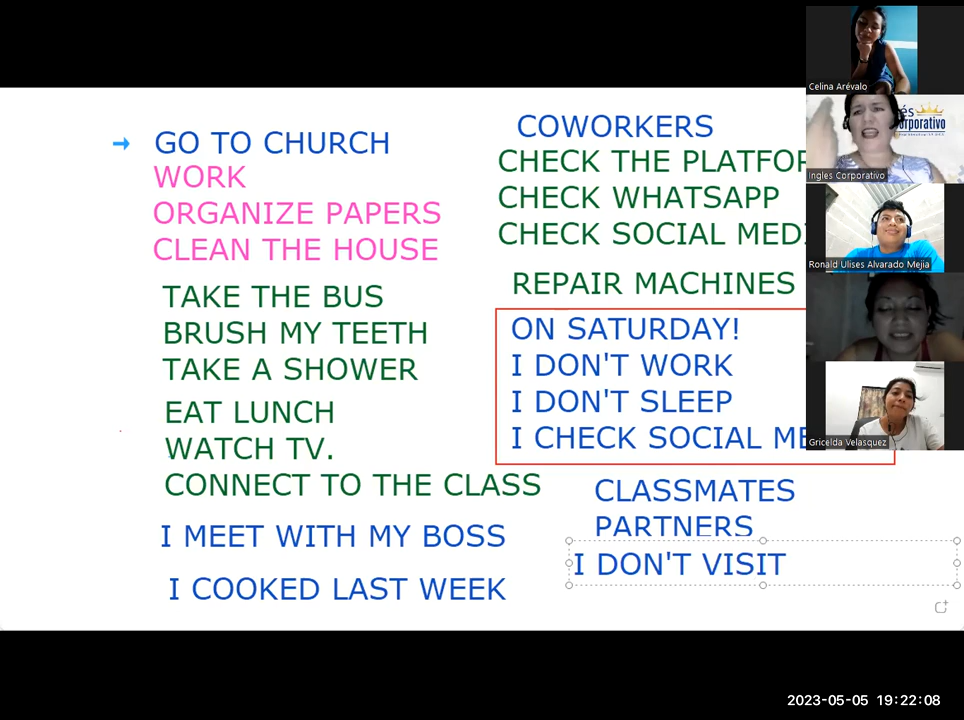 GO TO CHURCH
WORK
ORGANIZE PAPERS
CLEAN THE HOUSE
TAKE THE BUS
BRUSH MY TEETH
TAKE A SHOWER
EAT LUNCH
WATCH TV.
CONNECT TO THE CLASS
I MEET WITH MY BOSS
I COOKED LAST WEEK
COWORKERS
CHECK THE PLATFOR
CHECK WHATSAPP
CHECK SOCIAL MEDI
REPAIR MACHINES
ON SATURDAY!
I DON'T WORK
I DON'T SLEEP
I CHECK SOCIAL ME
CLASSMATES
PARTNERS
I DON'T VISIT
Celina Arévalo
és
orporativo
Ingles Corporativo
Ronald Ulises Alvarado Mejia
Gricelda Velasquez
2023-05-05 19:22:08